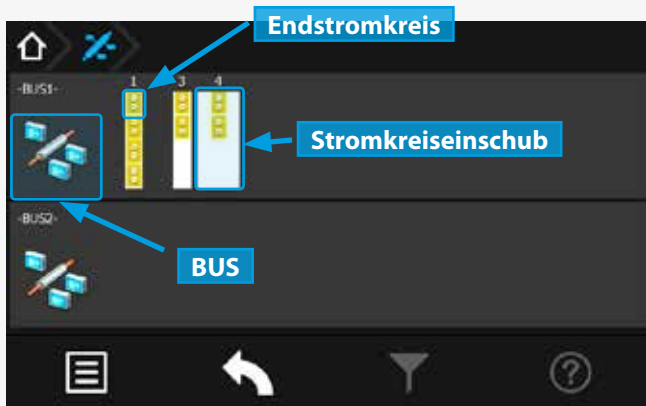 Endstromkreis
-BUS1-
1 3 4
Stromkreiseinschub
-BUS2-
BUS
?